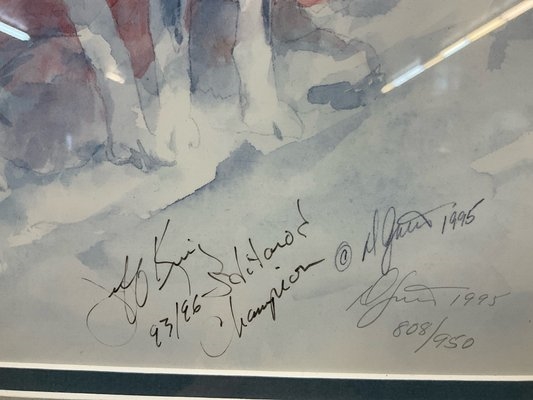 Jeff King
93/96 Iditarod
Champion
© 1995
1995
808/950